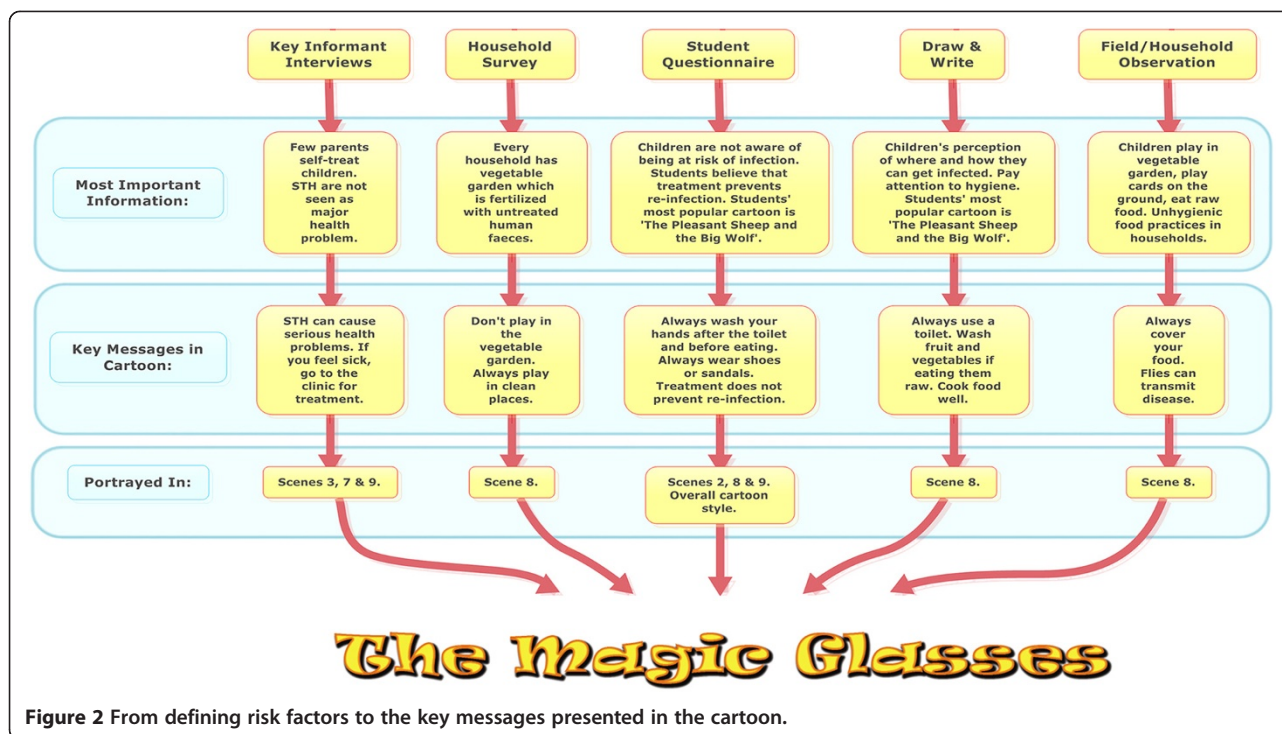 Key Informant
Interviews
Household
Survey
Student
Questionnaire
Draw &
Write
Field/Household
Observation
Most Important
Information:
Few parents
self-treat
children.
STH are not
seen as
major
health
problem.
Every
household has
vegetable
garden which
is fertilized
with untreated
human
faeces.
Children are not aware of
being at risk of infection.
Students believe that
treatment prevents
re-infection. Students'
most popular cartoon is
'The Pleasant Sheep and
the Big Wolf'.
Children's perception
of where and how they
can get infected. Pay
attention to hygiene.
Students' most
popular cartoon is
'The Pleasant Sheep
and the Big Wolf'.
Children play in
vegetable
garden, play
cards on the
ground, eat raw
food. Unhygienic
food practices in
households.
Key Messages in
Cartoon:
STH can cause
serious health
problems. If
you feel sick,
go to the
clinic for
treatment.
Don't play in
the
vegetable
garden.
Always play
in clean
places.
Always wash your
hands after the toilet
and before eating.
Always wear shoes
or sandals.
Treatment does not
prevent re-infection.
Always use a
toilet. Wash
fruit and
vegetables if
eating them
raw. Cook food
well.
Always
cover
your
food.
Flies can
transmit
disease.
Portrayed In:
Scenes 3, 7 & 9.
Scene 8.
Scenes 2, 8 & 9.
Overall cartoon
style.
Scene 8.
Scene 8.
The Magic Glasses
Figure 2 From defining risk factors to the key messages presented in the cartoon.